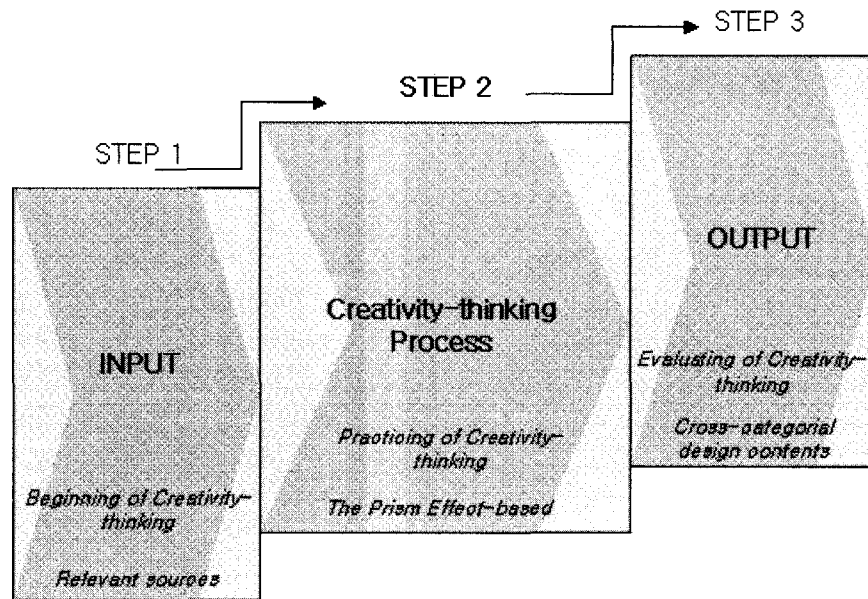 STEP 1
INPUT
Beginning of Creativity-
thinking
Relevant sources
STEP 2
Creativity-thinking
Process
Practicing of Creativity-
thinking
The Prism Effect-based
STEP 3
OUTPUT
Evaluating of Creativity-
thinking
Cross-categorial
design contents